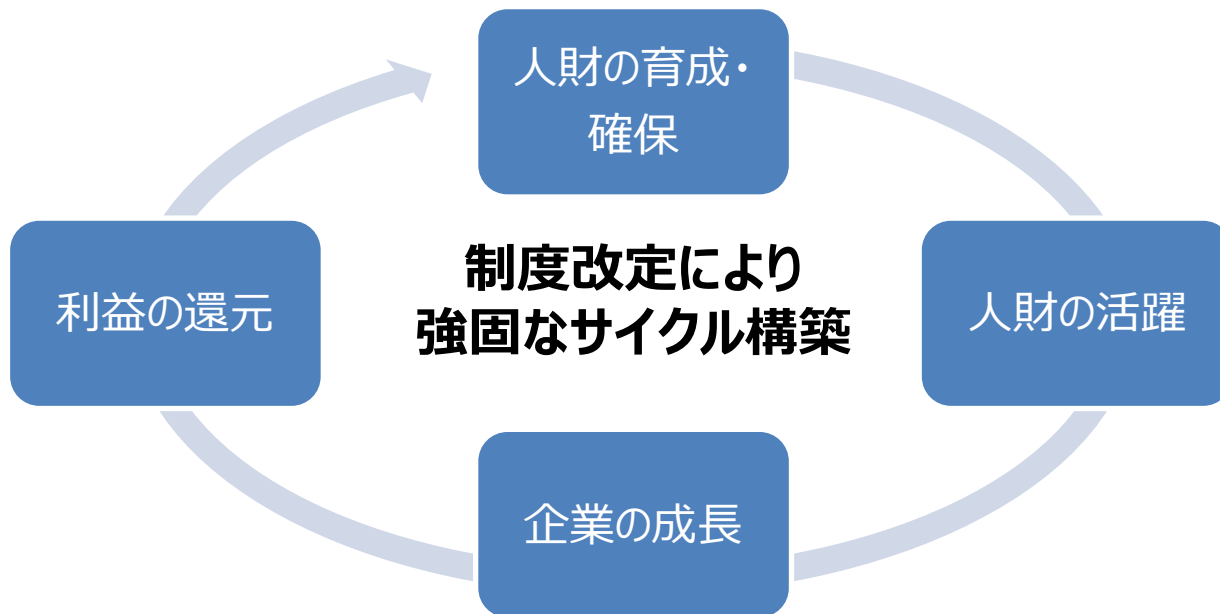 人財の育成・
確保
利益の還元
制度改定により
強固なサイクル構築
人財の活躍
企業の成長